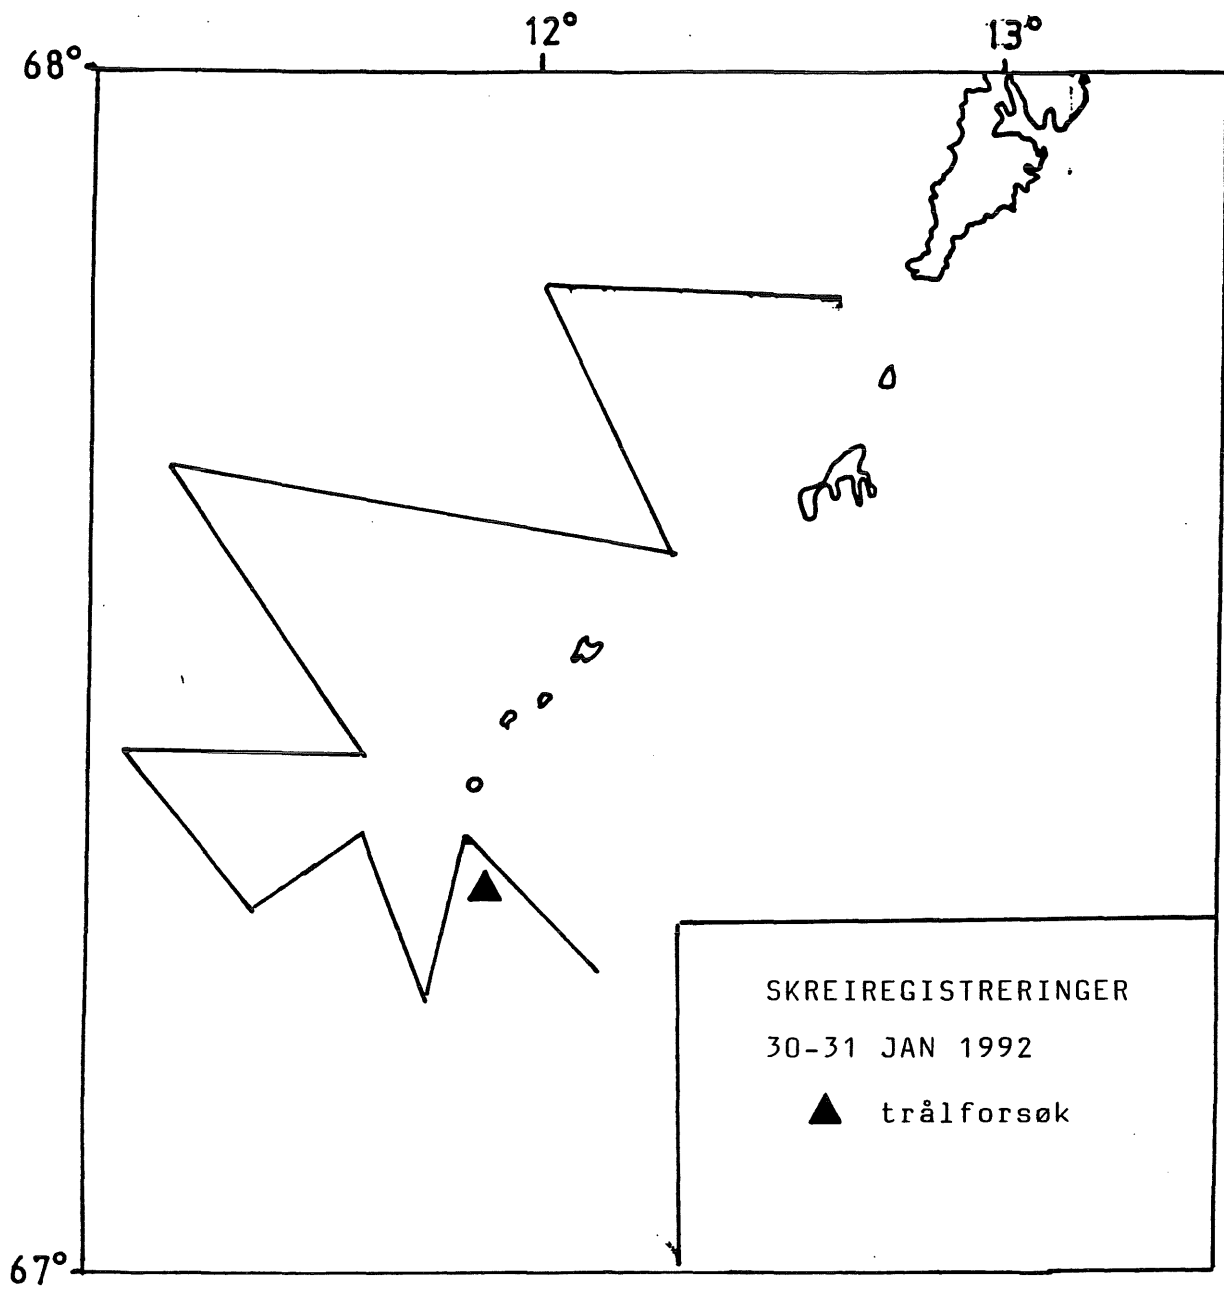 12° 13°
68°
SKREIREGISTRERINGER
30-31 JAN 1992
▲ trålforsøk
67°